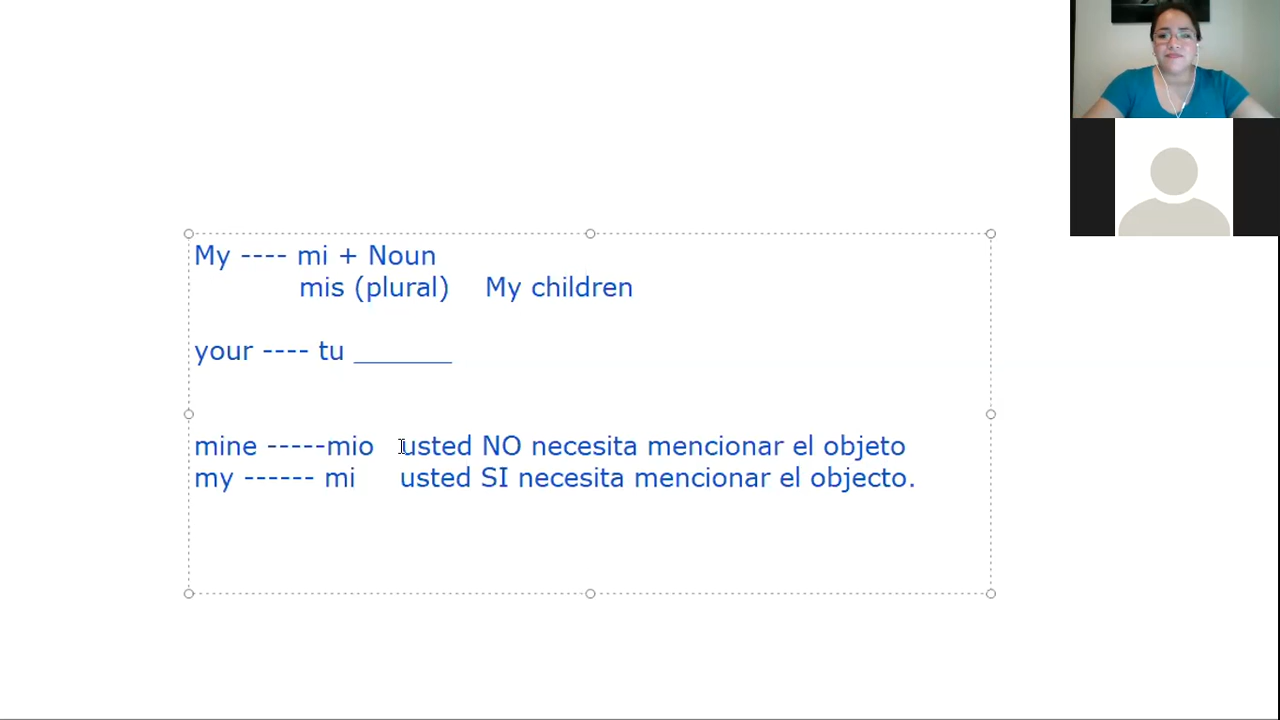 My ---- mi + Noun
mis (plural) My children
your ---- tu _______
mine -----mio usted NO necesita mencionar el objeto
my ------ mi usted SI necesita mencionar el objecto.